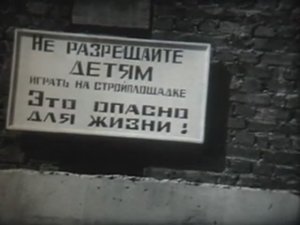 НЕ РАЗРЕШАЙТЕ
ДЕТЯМ
ИГРАТЬ НА СТРОЙПЛОЩАДКЕ
ЭТО ОПАСНО
ДЛЯ ЖИЗНИ!